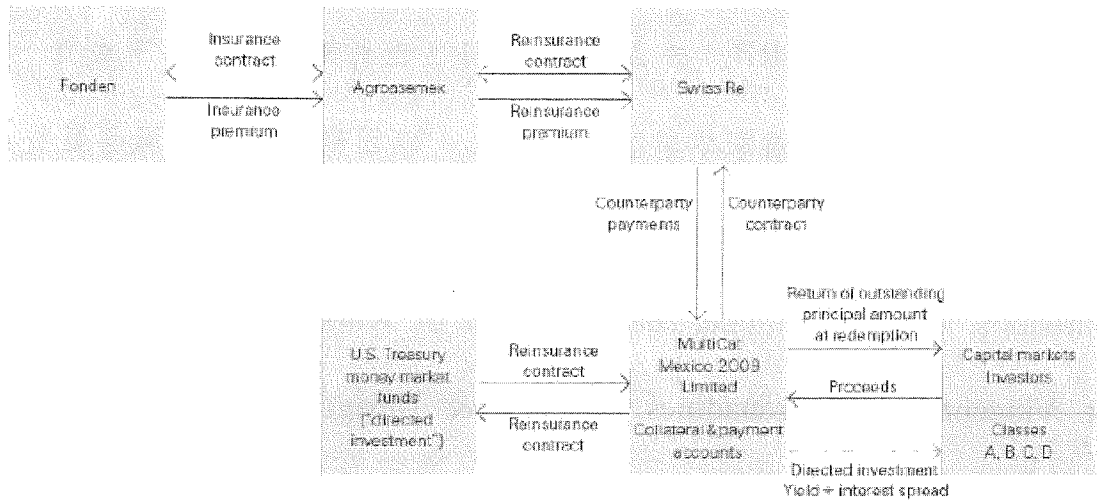 Fonden
Insurance
contract
Insurance
premium
Agroasemex
Reinsurance
contract
Reinsurance
premium
Swiss Re
Counterparty
payments
Counterparty
contract
U.S. Treasury
money market
funds
("directed
investment")
Reinsurance
contract
Reinsurance
contract
MultiCat
Mexico 2009
Limited
Collateral & payment
accounts
Return of outstanding
principal amount
at redemption
Proceeds
Directed investment
Yield + interest spread
Capital markets
Investors
Classes
A, B, C, D